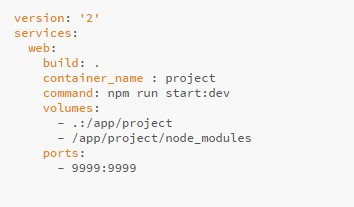 version: '2'
services:
  web:
    build: .
    container_name : project
    command: npm run start:dev
    volumes:
      - .:/app/project
      - /app/project/node_modules
    ports:
      - 9999:9999